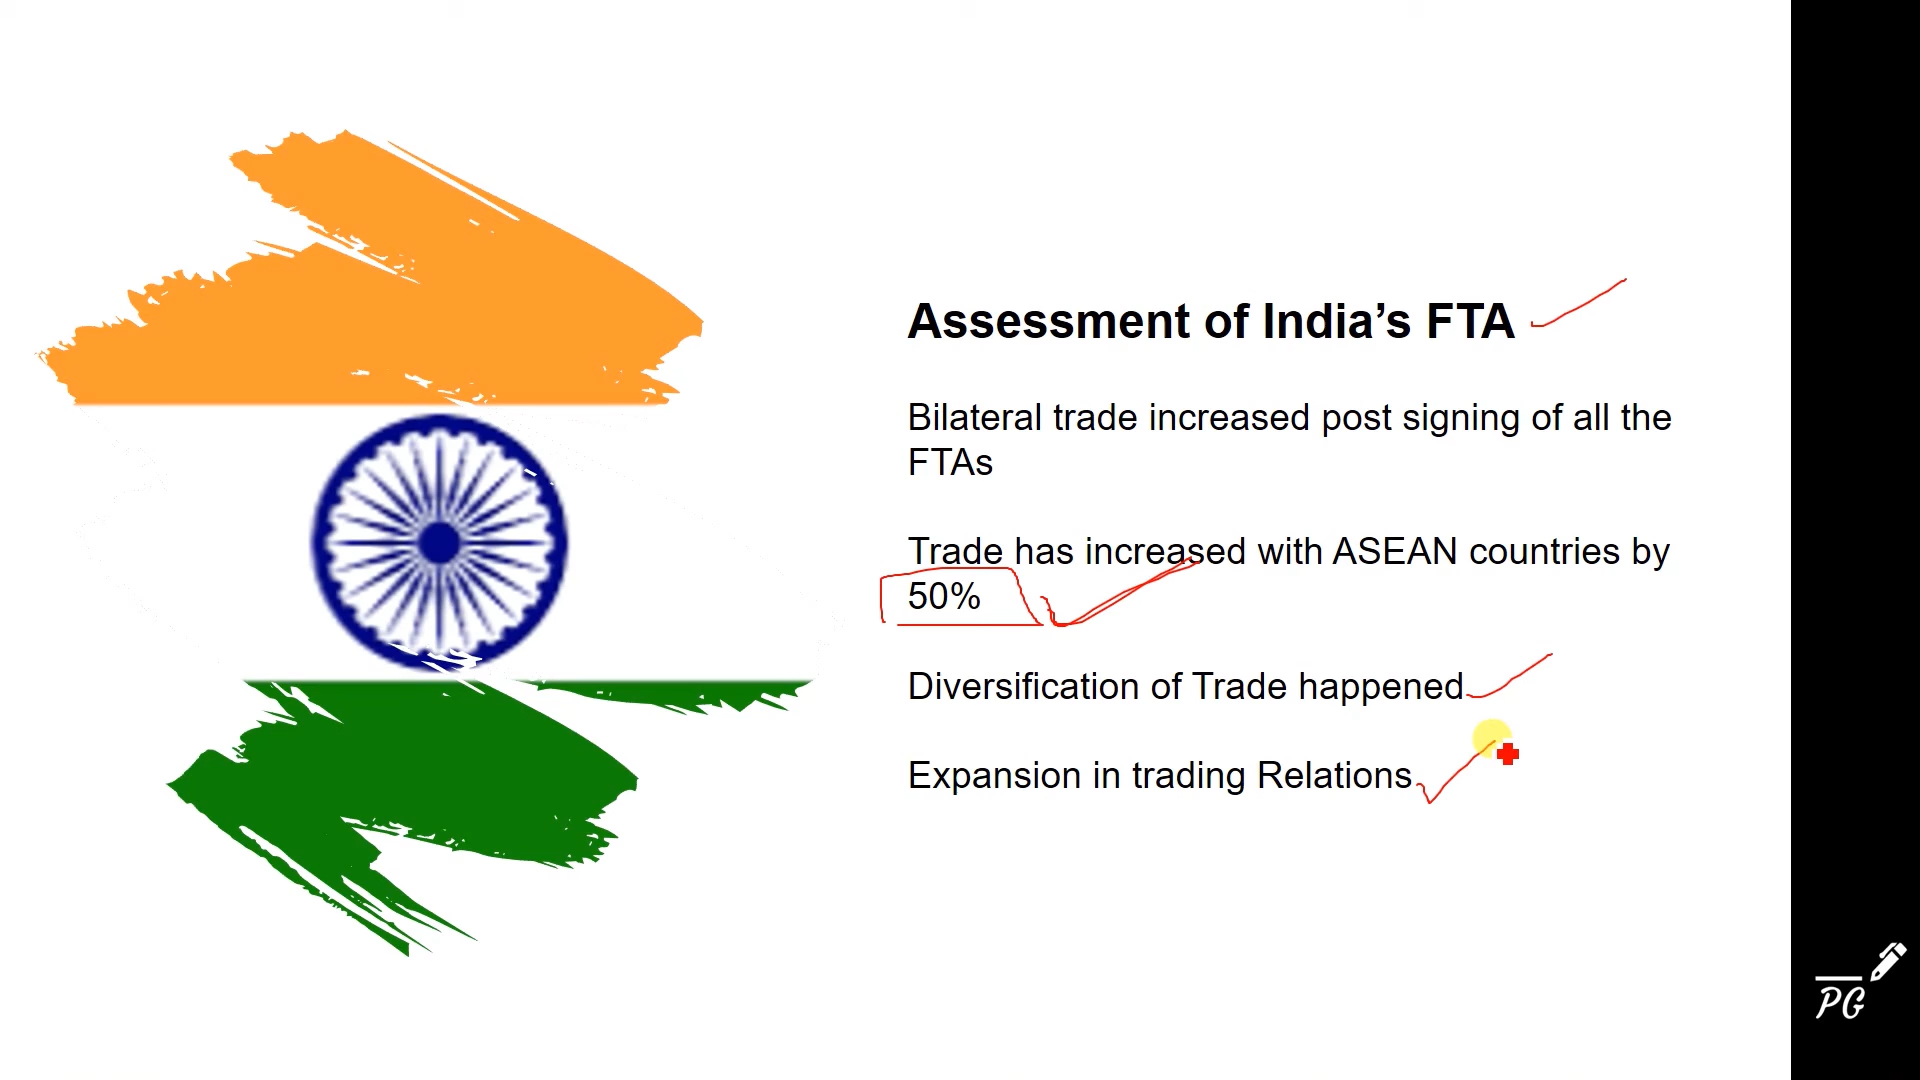 Assessment of India’s FTA
Bilateral trade increased post signing of all the
FTAs
Trade has increased with ASEAN countries by
50%
Diversification of Trade happened
Expansion in trading Relations
PG